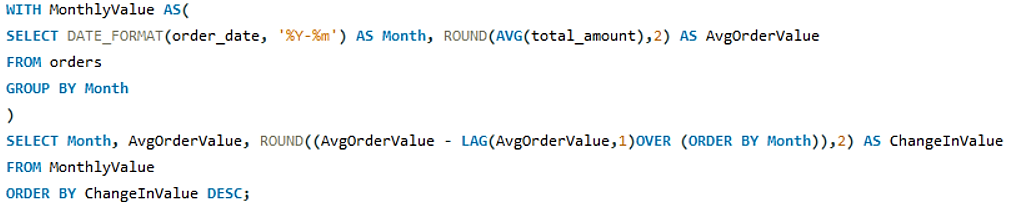 WITH MonthlyValue AS(
SELECT DATE_FORMAT(order_date, '%Y-%m') AS Month, ROUND(AVG(total_amount),2) AS AvgOrderValue
FROM orders
GROUP BY Month
)
SELECT Month, AvgOrderValue, ROUND((AvgOrderValue - LAG(AvgOrderValue,1)OVER (ORDER BY Month)),2) AS ChangeInValue
FROM MonthlyValue
ORDER BY ChangeInValue DESC;